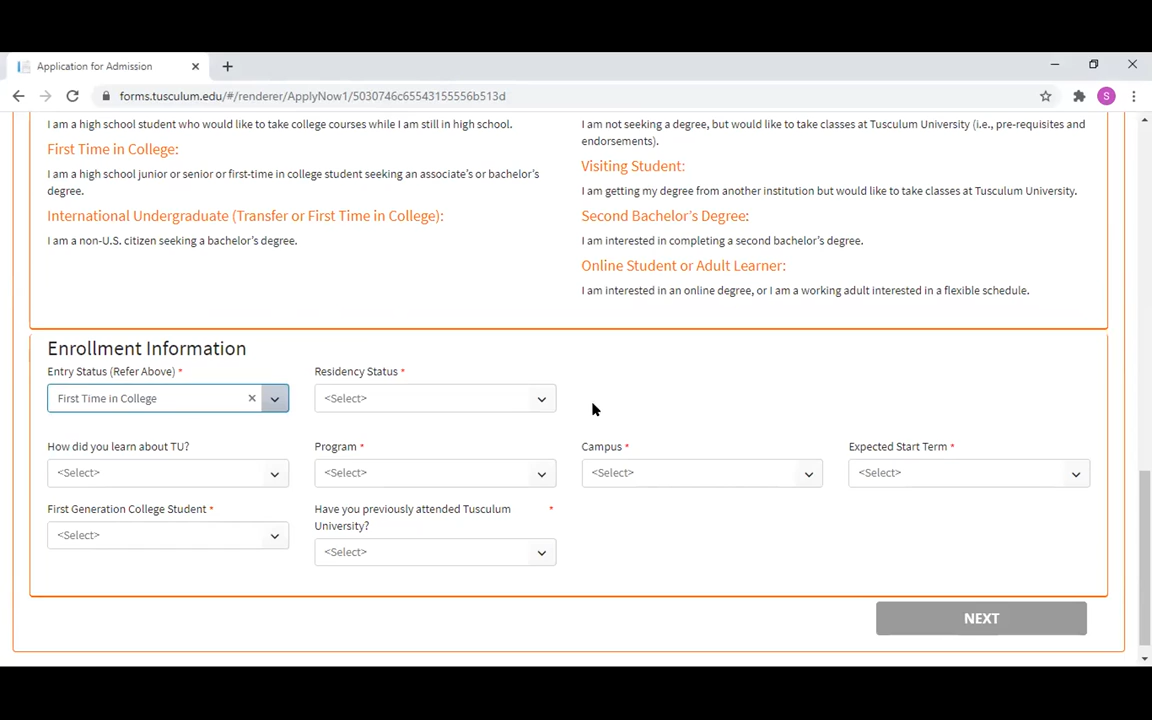 Application for Admission
forms.tusculum.edu/#/renderer/ApplyNow1/5030746c65543155556b513d
S
I am a high school student who would like to take college courses while I am still in high school.
First Time in College:
I am a high school junior or senior or first-time in college student seeking an associate's or bachelor's
degree.
International Undergraduate (Transfer or First Time in College):
I am a non-U.S. citizen seeking a bachelor's degree.
I am not seeking a degree, but would like to take classes at Tusculum University (i.e., pre-requisites and
endorsements).
Visiting Student:
I am getting my degree from another institution but would like to take classes at Tusculum University.
Second Bachelor's Degree:
I am interested in completing a second bachelor's degree.
Online Student or Adult Learner:
I am interested in an online degree, or I am a working adult interested in a flexible schedule.
Enrollment Information
Entry Status (Refer Above) *
First Time in College
Residency Status *
<Select>
How did you learn about TU?
<Select>
Program *
<Select>
Campus *
<Select>
Expected Start Term *
<Select>
First Generation College Student *
<Select>
Have you previously attended Tusculum *
University?
<Select>
NEXT